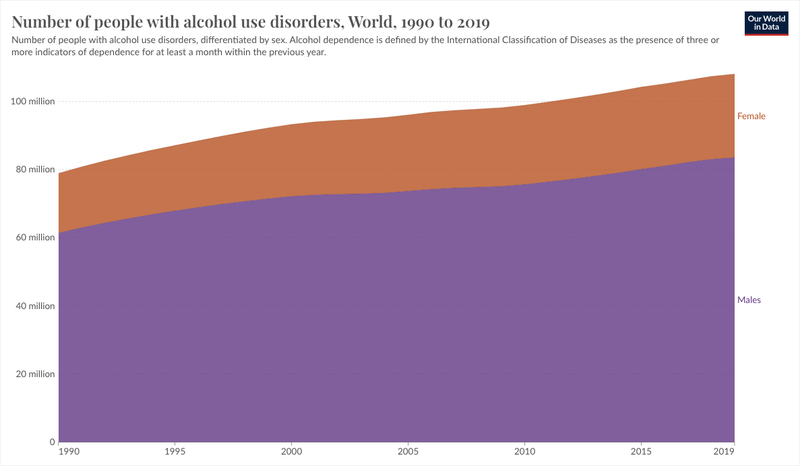 Number of people with alcohol use disorders, World, 1990 to 2019
Our World
in Data
Number of people with alcohol use disorders, differentiated by sex. Alcohol dependence is defined by the International Classification of Diseases as the presence of three or
more indicators of dependence for at least a month within the previous year.
100 million
Female
80 million
60 million
40 million
Males
20 million
0
1990 1995 2000 2005 2010 2015 2019